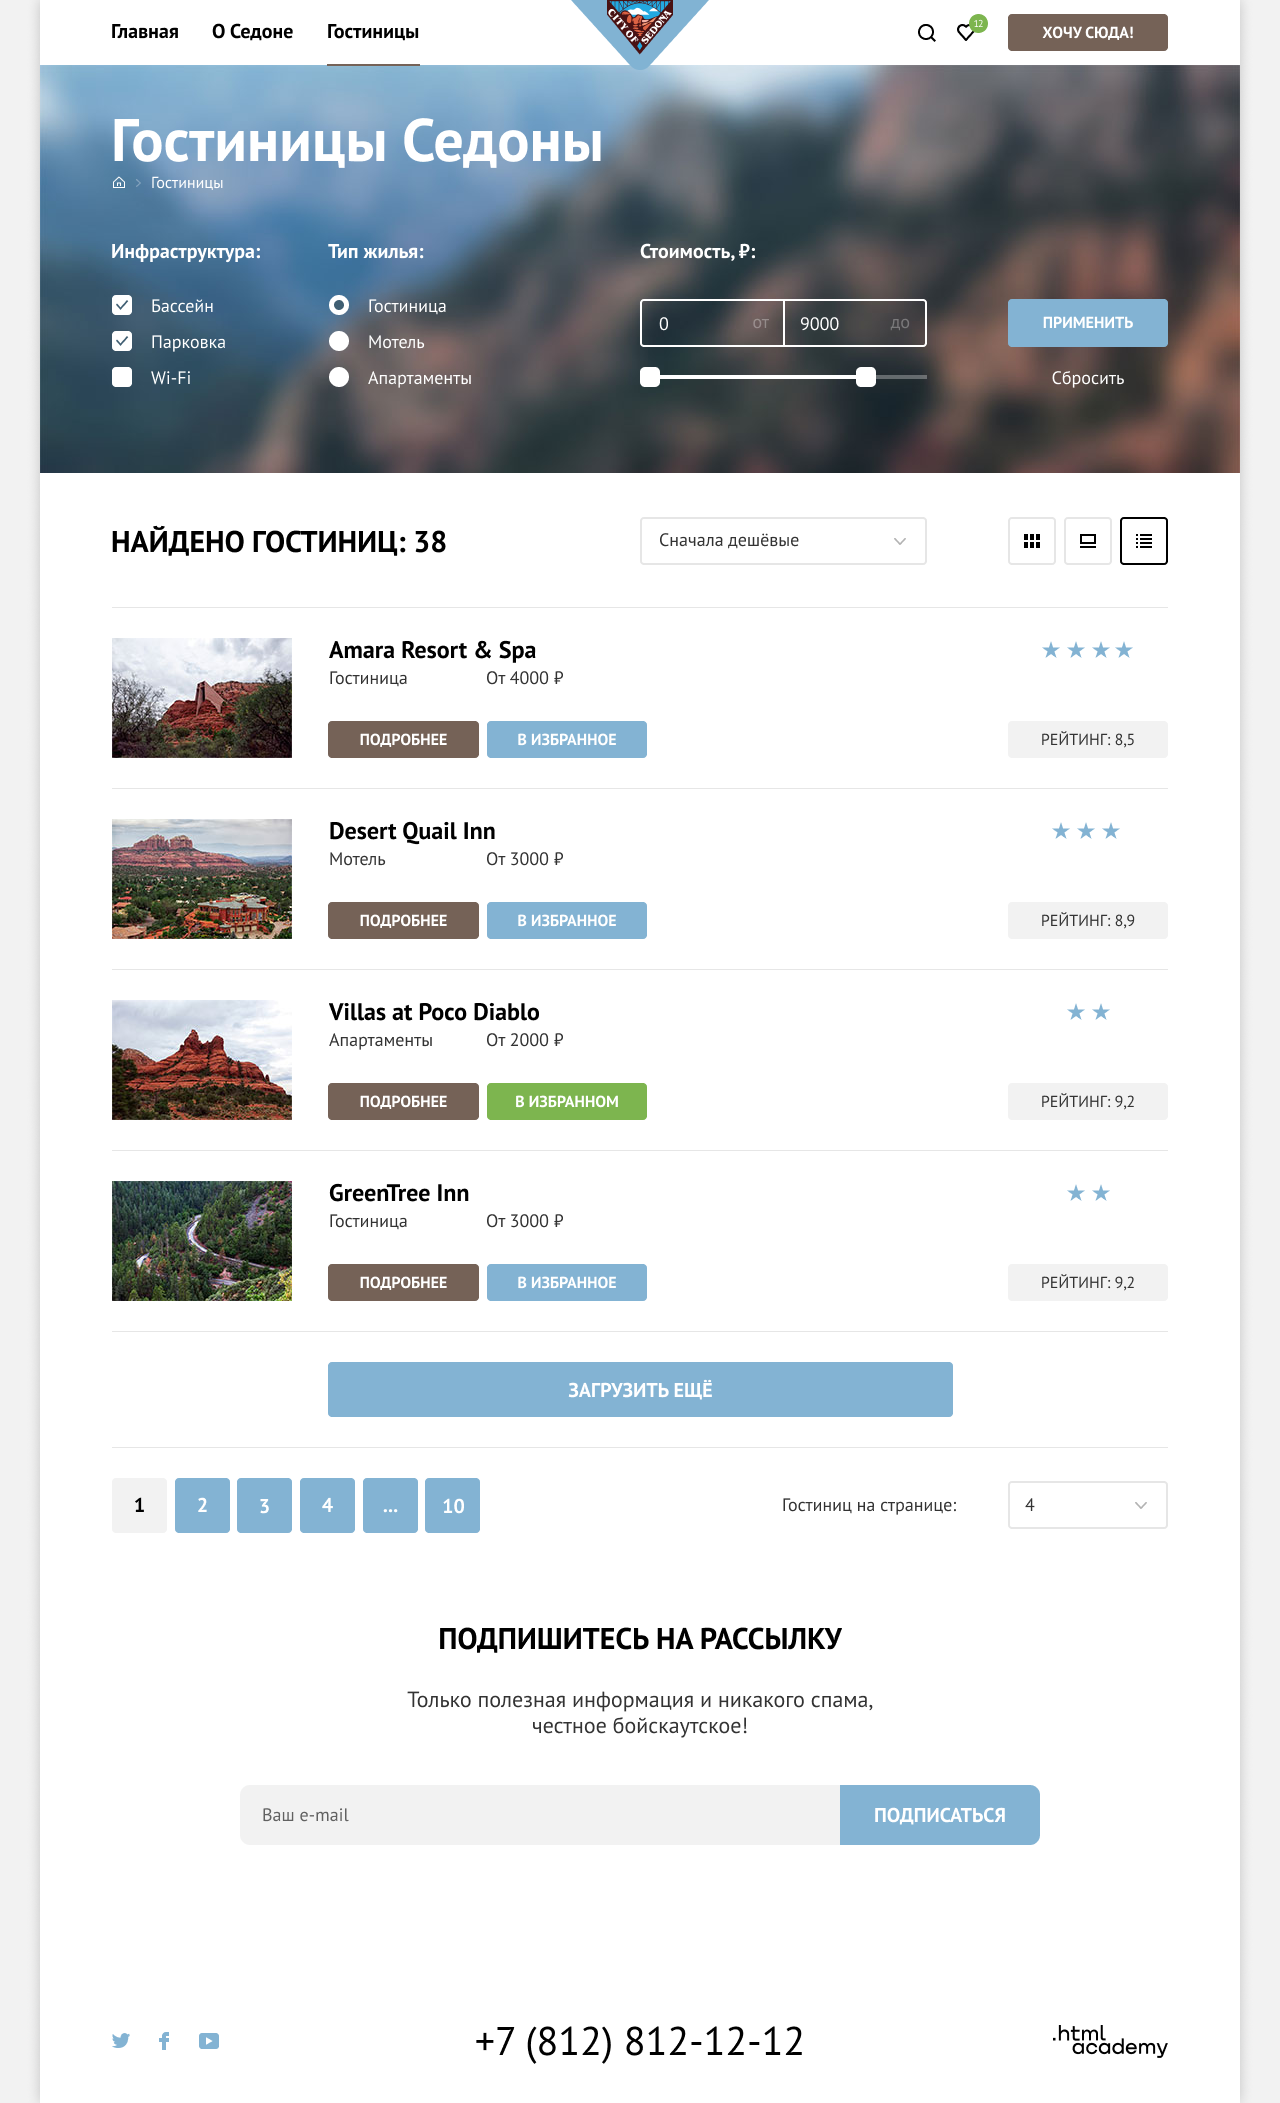 Главная О Седоне Гостиницы
CITY OF SEDONA
12
ХОЧУ СЮДА!
Гостиницы Седоны
Гостиницы
Инфраструктура: Тип жилья: Стоимость, ₽:
Бассейн Гостиница 0 от 9000 до ПРИМЕНИТЬ
Парковка Мотель
Wi-Fi Апартаменты Сбросить
НАЙДЕНО ГОСТИНИЦ: 38 Сначала дешёвые
Amara Resort & Spa
Гостиница От 4000 ₽
ПОДРОБНЕЕ В ИЗБРАННОЕ РЕЙТИНГ: 8,5
Desert Quail Inn
Мотель От 3000 ₽
ПОДРОБНЕЕ В ИЗБРАННОЕ РЕЙТИНГ: 8,9
Villas at Poco Diablo
Апартаменты От 2000 ₽
ПОДРОБНЕЕ В ИЗБРАННОМ РЕЙТИНГ: 9,2
GreenTree Inn
Гостиница От 3000 ₽
ПОДРОБНЕЕ В ИЗБРАННОЕ РЕЙТИНГ: 9,2
ЗАГРУЗИТЬ ЕЩЁ
1 2 3 4 ... 10 Гостиниц на странице: 4
ПОДПИШИТЕСЬ НА РАССЫЛКУ
Только полезная информация и никакого спама,
честное бойскаутское!
Ваш e-mail ПОДПИСАТЬСЯ
+7 (812) 812-12-12
.html
academy